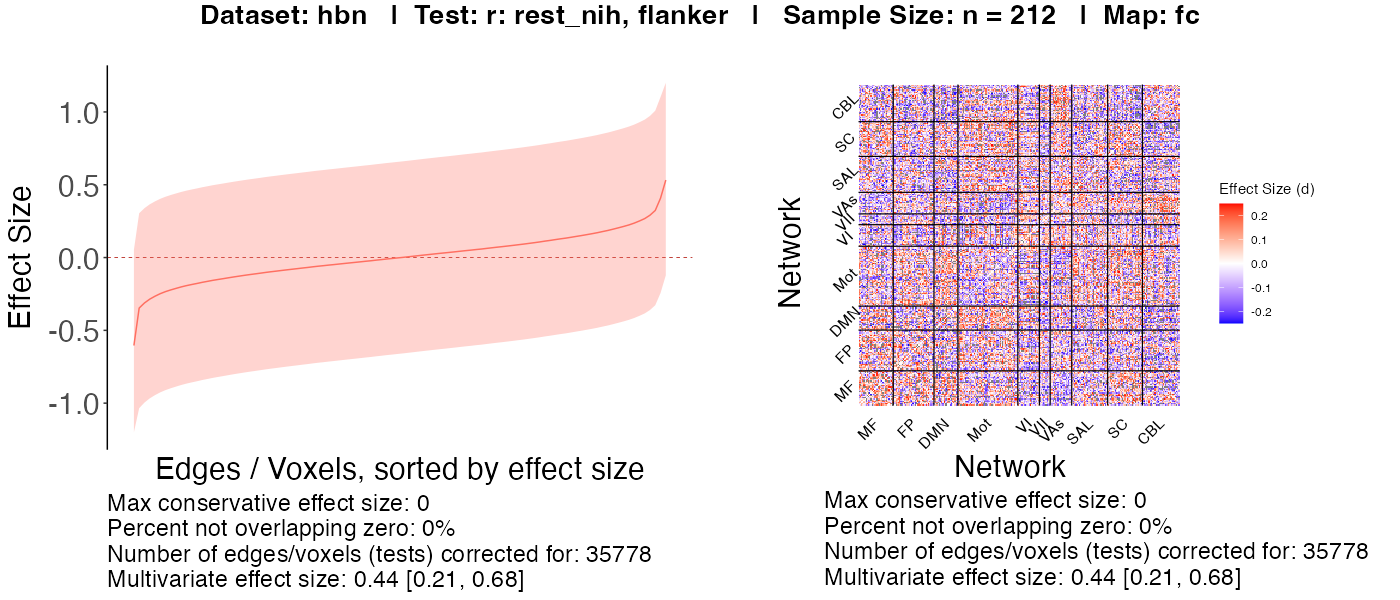 Dataset: hbn | Test: r: rest_nih, flanker | Sample Size: n = 212 | Map: fc
Effect Size
1.0
0.5
0.0
-0.5
-1.0
Edges / Voxels, sorted by effect size
Max conservative effect size: 0
Percent not overlapping zero: 0%
Number of edges/voxels (tests) corrected for: 35778
Multivariate effect size: 0.44 [0.21, 0.68]
Network
CBL
SC
SAL
VAs
VII
VI
Mot
DMN
FP
MF
MF
FP
DMN
Mot
VI
VII
VAs
SAL
SC
CBL
Network
Effect Size (d)
0.2
0.1
0.0
-0.1
-0.2
Max conservative effect size: 0
Percent not overlapping zero: 0%
Number of edges/voxels (tests) corrected for: 35778
Multivariate effect size: 0.44 [0.21, 0.68]